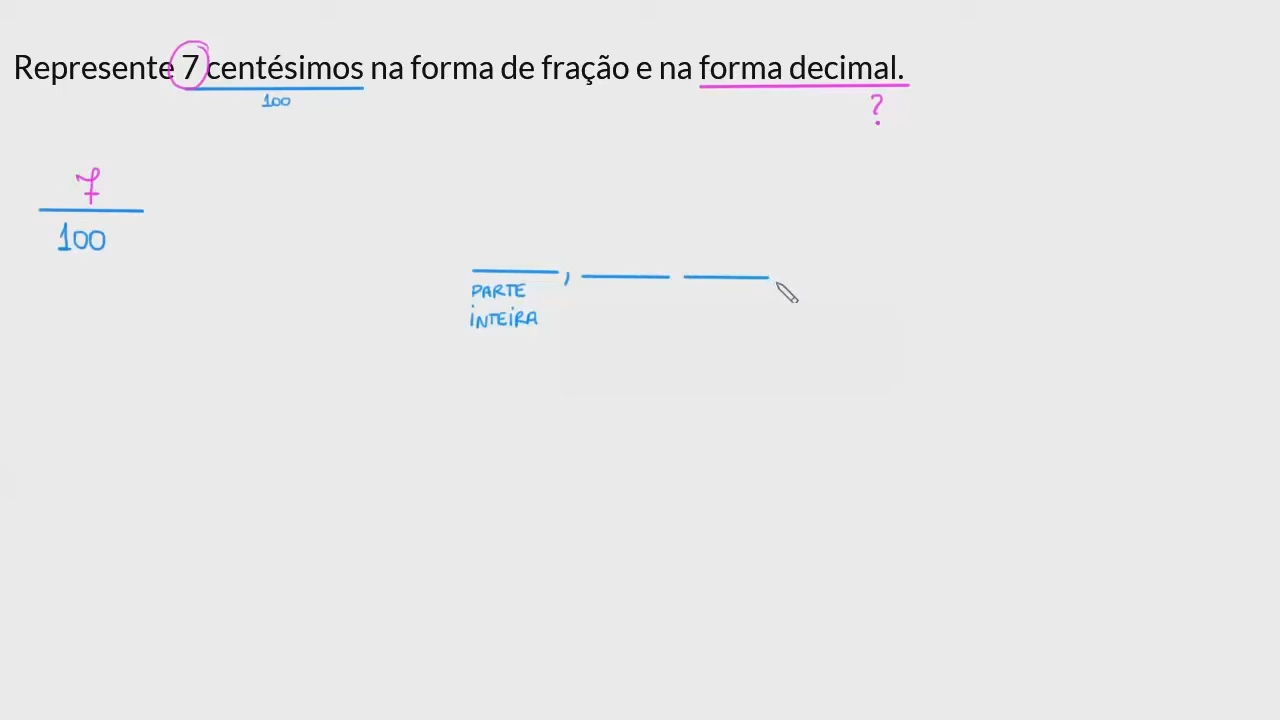 Represente 7 centésimos na forma de fração e na forma decimal.
100
?
7
100
,
PARTE
INTEIRA